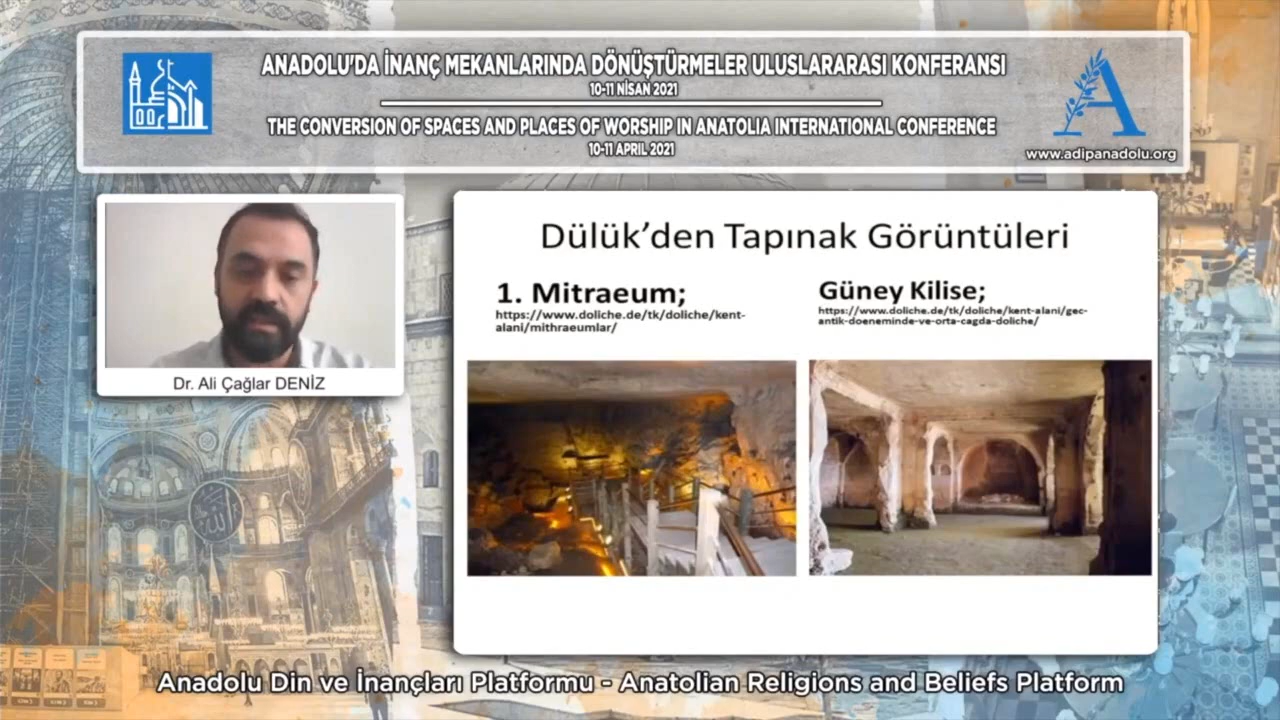 ANADOLU'DA İNANÇ MEKANLARINDA DÖNÜŞTÜRMELER ULUSLARARASI KONFERANSI
10-11 NİSAN 2021
THE CONVERSION OF SPACES AND PLACES OF WORSHIP IN ANATOLIA INTERNATIONAL CONFERENCE
10-11 APRIL 2021
www.adipanadolu.org
Dr. Ali Çağlar DENİZ
Dülük'den Tapınak Görüntüleri
1. Mitraeum;
https://www.doliche.de/tk/doliche/kent-
alani/mithraeumlar/
Güney Kilise;
https://www.doliche.de/tk/doliche/kent-alani/gec-
antik-doeneminde-ve-orta-cagda-doliche/
Anadolu Din ve İnançları Platformu - Anatolian Religions and Beliefs Platform